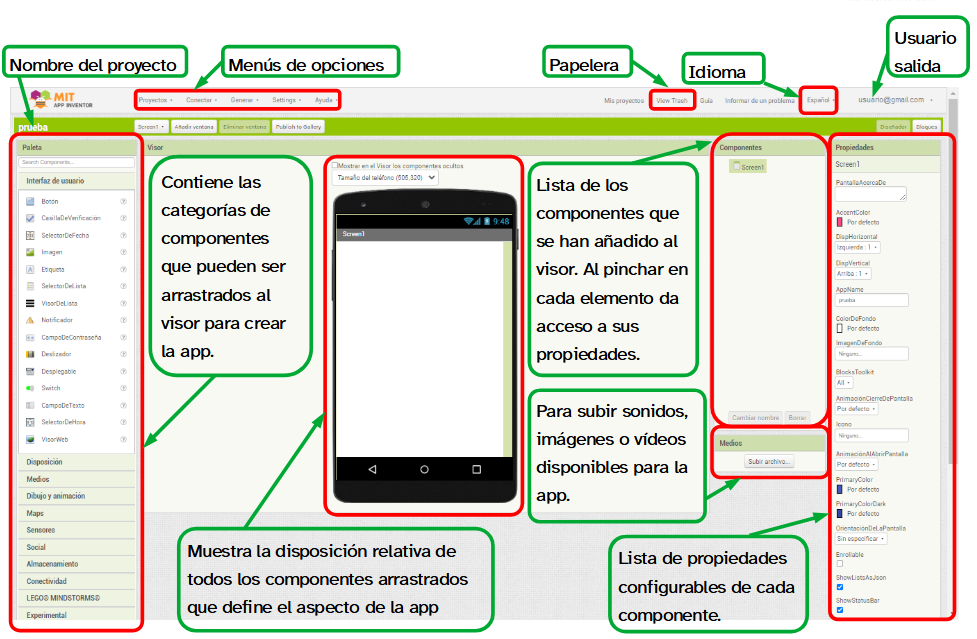 Usuario
salida
Nombre del proyecto
Menús de opciones
Papelera
Idioma
MIT
APP INVENTOR
Proyectos
Conectar
Generar
Settings
Ayuda
Mis proyectos
View Trash
Guía
Informar de un problema
Español
usuario@gmail.com
prueba
Screen1
Añadir ventana
Eliminar ventana
Publish to Gallery
Diseñador
Bloques
Paleta
Search Components...
Interfaz de usuario
Botón
CasillaDeVerificación
SelectorDeFecha
Imagen
Etiqueta
SelectorDeLista
VisorDeLista
Notificador
CampoDeContraseña
Deslizador
Desplegable
Switch
CampoDeTexto
SelectorDeHora
VisorWeb
Disposición
Medios
Dibujo y animación
Maps
Sensores
Social
Almacenamiento
Conectividad
LEGO® MINDSTORMS®
Experimental
Contiene las
categorías de
componentes
que pueden ser
arrastrados al
visor para crear
la app.
Visor
Mostrar en el Visor los componentes ocultos
Tamaño del teléfono (505,320)
9:48
Screen1
Muestra la disposición relativa de
todos los componentes arrastrados
que define el aspecto de la app
Lista de los
componentes que
se han añadido al
visor. Al pinchar en
cada elemento da
acceso a sus
propiedades.
Para subir sonidos,
imágenes o vídeos
disponibles para la
app.
Componentes
Screen1
Cambiar nombre
Borrar
Medios
Subir archivo...
Lista de propiedades
configurables de cada
componente.
Propiedades
Screen1
PantallaAcercaDe
AccentColor
Por defecto
DispHorizontal
Izquierda : 1
DispVertical
Arriba : 1
AppName
prueba
ColorDeFondo
Por defecto
ImagenDeFondo
Ninguno...
BlocksToolkit
All
AnimaciónCierreDePantalla
Por defecto
Icono
Ninguno...
AnimaciónAlAbrirPantalla
Por defecto
PrimaryColor
Por defecto
PrimaryColorDark
Por defecto
OrientaciónDeLaPantalla
Sin especificar
Enrollable
ShowListsAsJson
ShowStatusBar